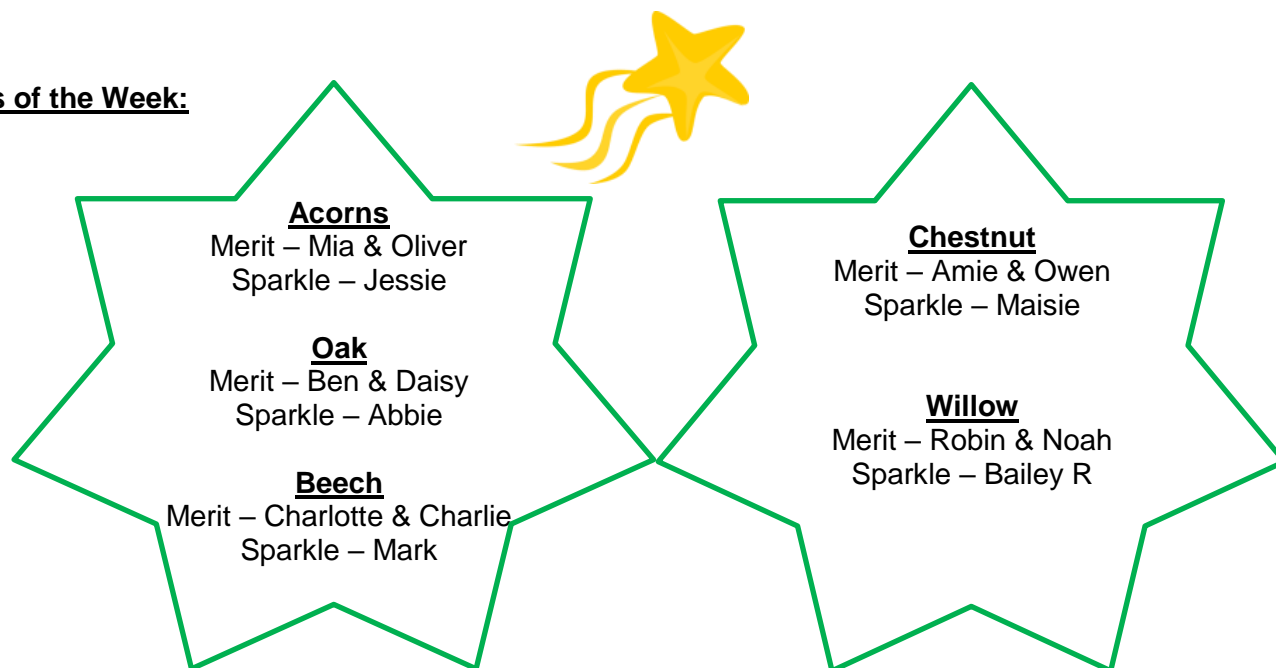 s of the Week:
Acorns
Merit – Mia & Oliver
Sparkle – Jessie
Oak
Merit – Ben & Daisy
Sparkle – Abbie
Beech
Merit – Charlotte & Charlie
Sparkle – Mark
Chestnut
Merit – Amie & Owen
Sparkle – Maisie
Willow
Merit – Robin & Noah
Sparkle – Bailey R